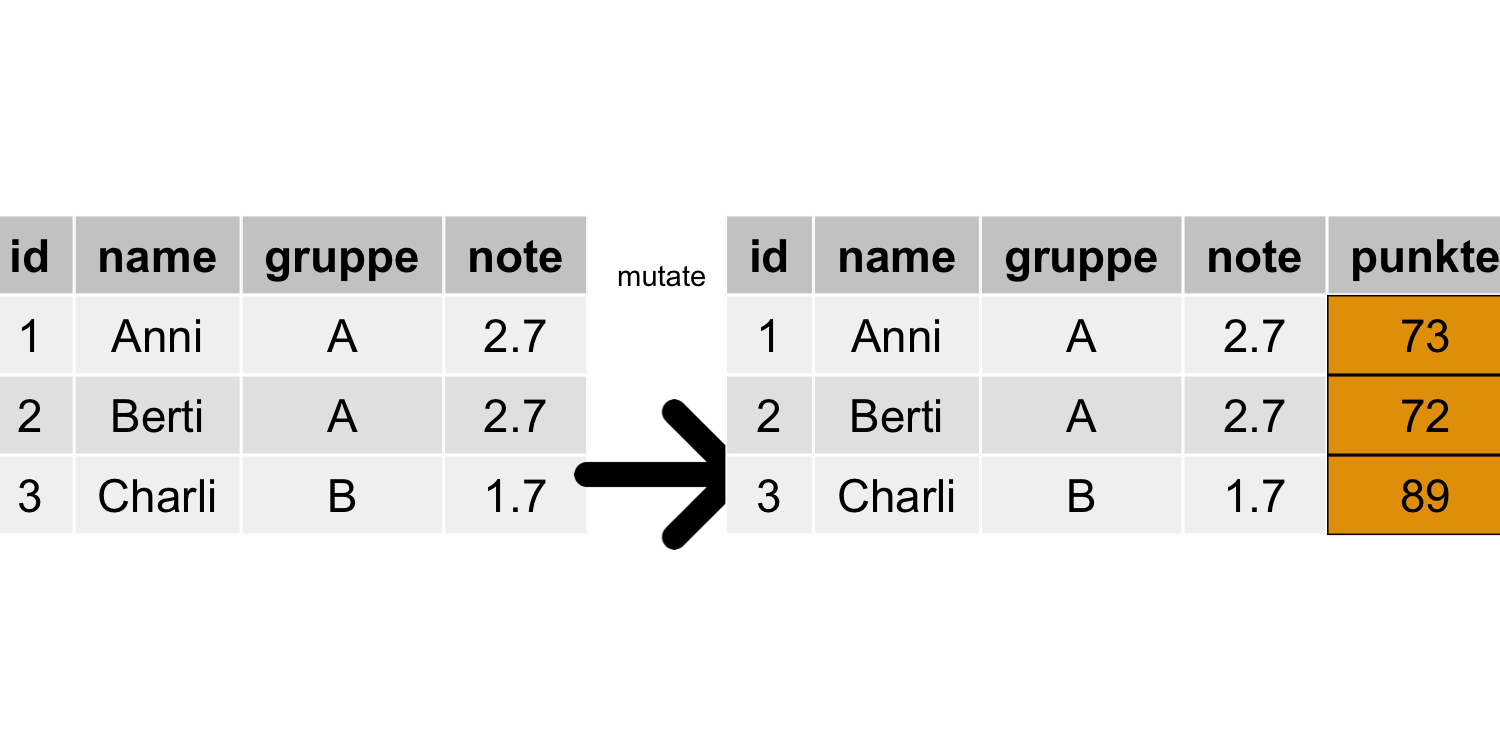 id name gruppe note
1 Anni A 2.7
2 Berti A 2.7
3 Charli B 1.7
mutate
id name gruppe note punkte
1 Anni A 2.7 73
2 Berti A 2.7 72
3 Charli B 1.7 89